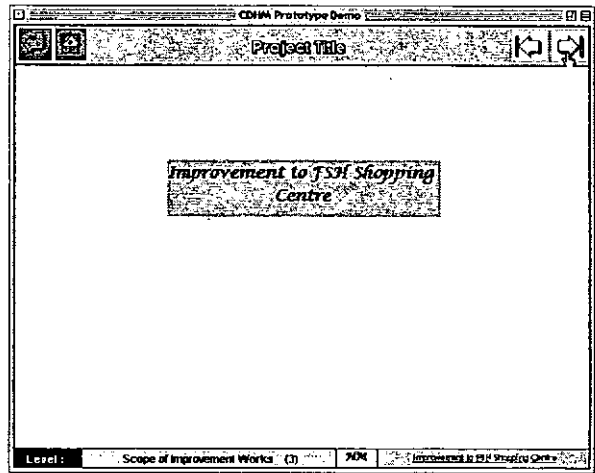 CDHM Prototype Demo
Project Title
Improvement to FSH Shopping
Centre
Level :
Scope of Improvement Works (3)
Improvement to FSH Shopping Centre